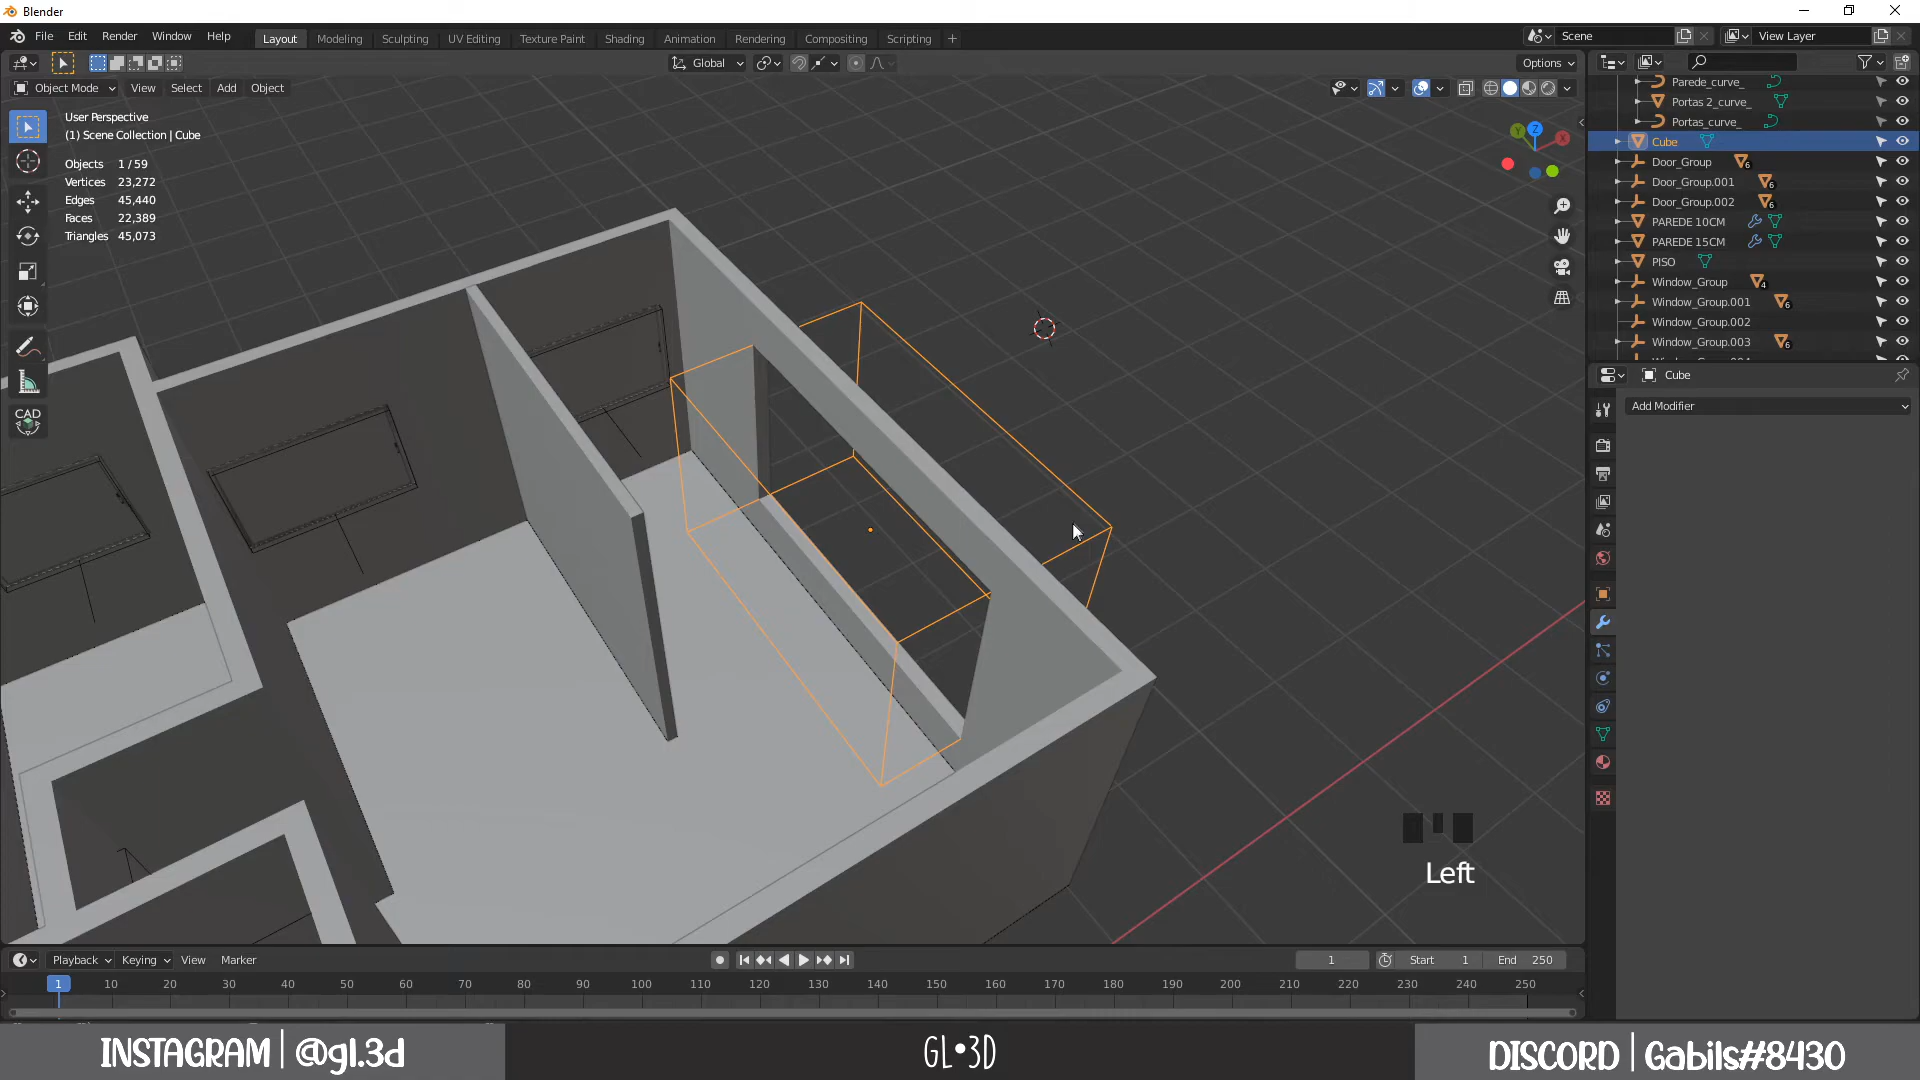 Blender
File Edit Render Window Help
Layout Modeling Sculpting UV Editing Texture Paint Shading Animation Rendering Compositing Scripting +
Scene
View Layer
Global
Options
Object Mode View Select Add Object
User Perspective
(1) Scene Collection | Cube
Objects 1 / 59
Vertices 23,272
Edges 45,440
Faces 22,389
Triangles 45,073
CAD
Z
Y
X
Parede_curve_
Portas 2_curve_
Portas_curve_
Cube
Door_Group 6
Door_Group.001 6
Door_Group.002 6
PAREDE 10CM
PAREDE 15CM
PISO
Window_Group 4
Window_Group.001 6
Window_Group.002
Window_Group.003 6
Cube
Add Modifier
Left
Playback Keying View Marker
1
Start 1
End 250
1 10 20 30 40 50 60 70 80 90 100 110 120 130 140 150 160 170 180 190 200 210 220 230 240 250
INSTAGRAM | @gl.3d
GL•3D
DISCORD | Gabils#8430